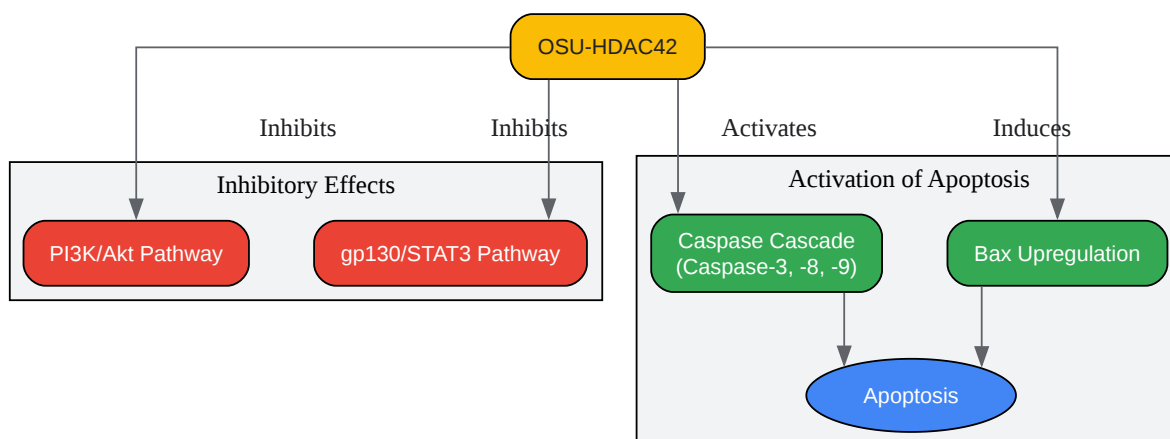 OSU-HDAC42
Inhibits
Inhibits
Activates
Induces
Inhibitory Effects
Activation of Apoptosis
PI3K/Akt Pathway
gp130/STAT3 Pathway
Caspase Cascade
(Caspase-3, -8, -9)
Bax Upregulation
Apoptosis